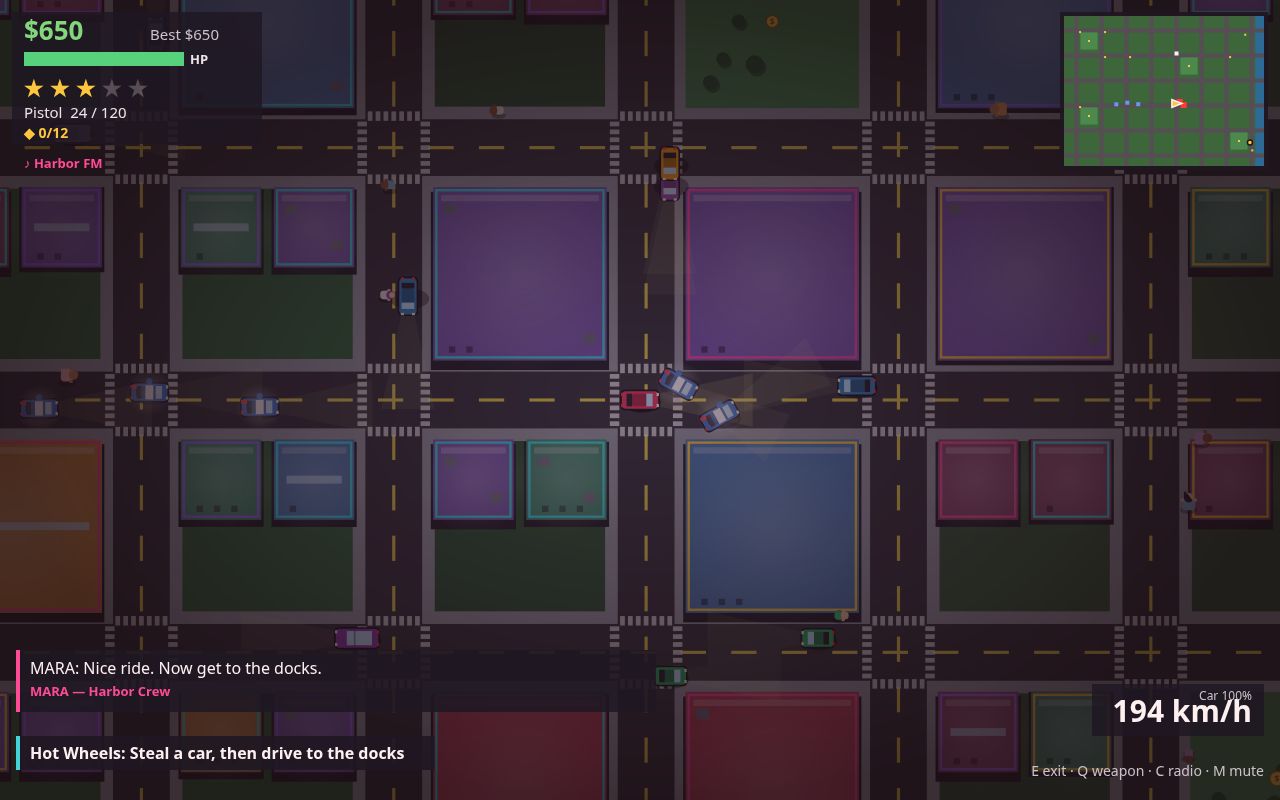 $650 Best $650
HP
Pistol 24 / 120
◆ 0/12
♪ Harbor FM
MARA: Nice ride. Now get to the docks.
MARA — Harbor Crew
Hot Wheels: Steal a car, then drive to the docks
Car 100%
194 km/h
E exit · Q weapon · C radio · M mute